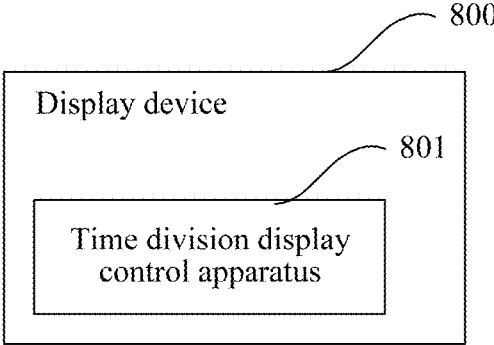 800
Display device
801
Time division display
control apparatus